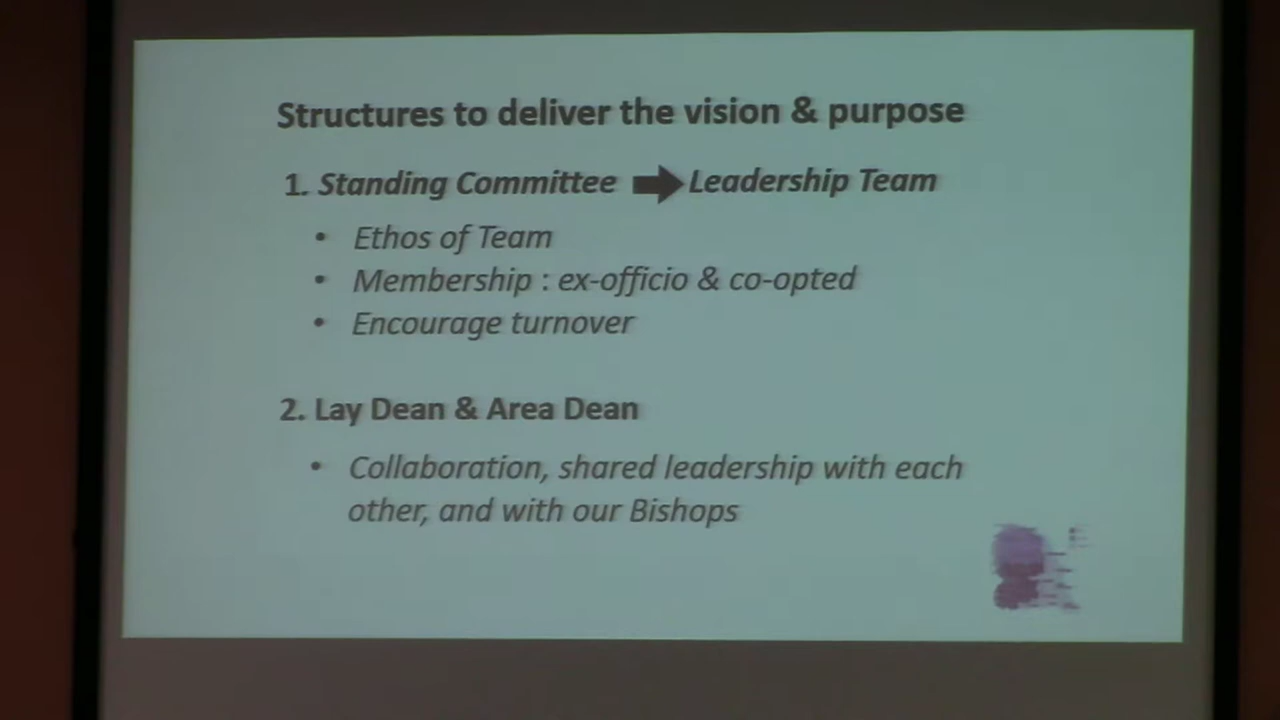 Structures to deliver the vision & purpose
1. Standing Committee ➡ Leadership Team
• Ethos of Team
• Membership : ex-officio & co-opted
• Encourage turnover
2. Lay Dean & Area Dean
• Collaboration, shared leadership with each
other, and with our Bishops